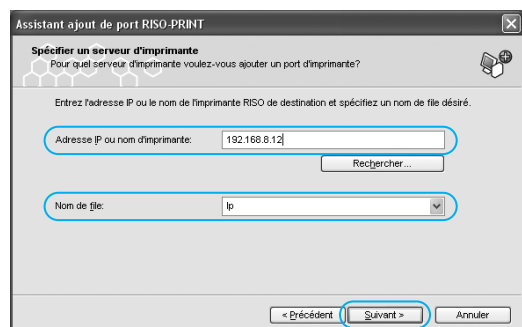 Assistant ajout de port RISO-PRINT
Spécifier un serveur d'imprimante
Pour quel serveur d'imprimante voulez-vous ajouter un port d'imprimante?
Entrez l'adresse IP ou le nom de l'imprimante RISO de destination et spécifiez un nom de file désiré.
Adresse IP ou nom d'imprimante: 192.168.8.12
Rechercher...
Nom de file: lp
< Précédent Suivant > Annuler